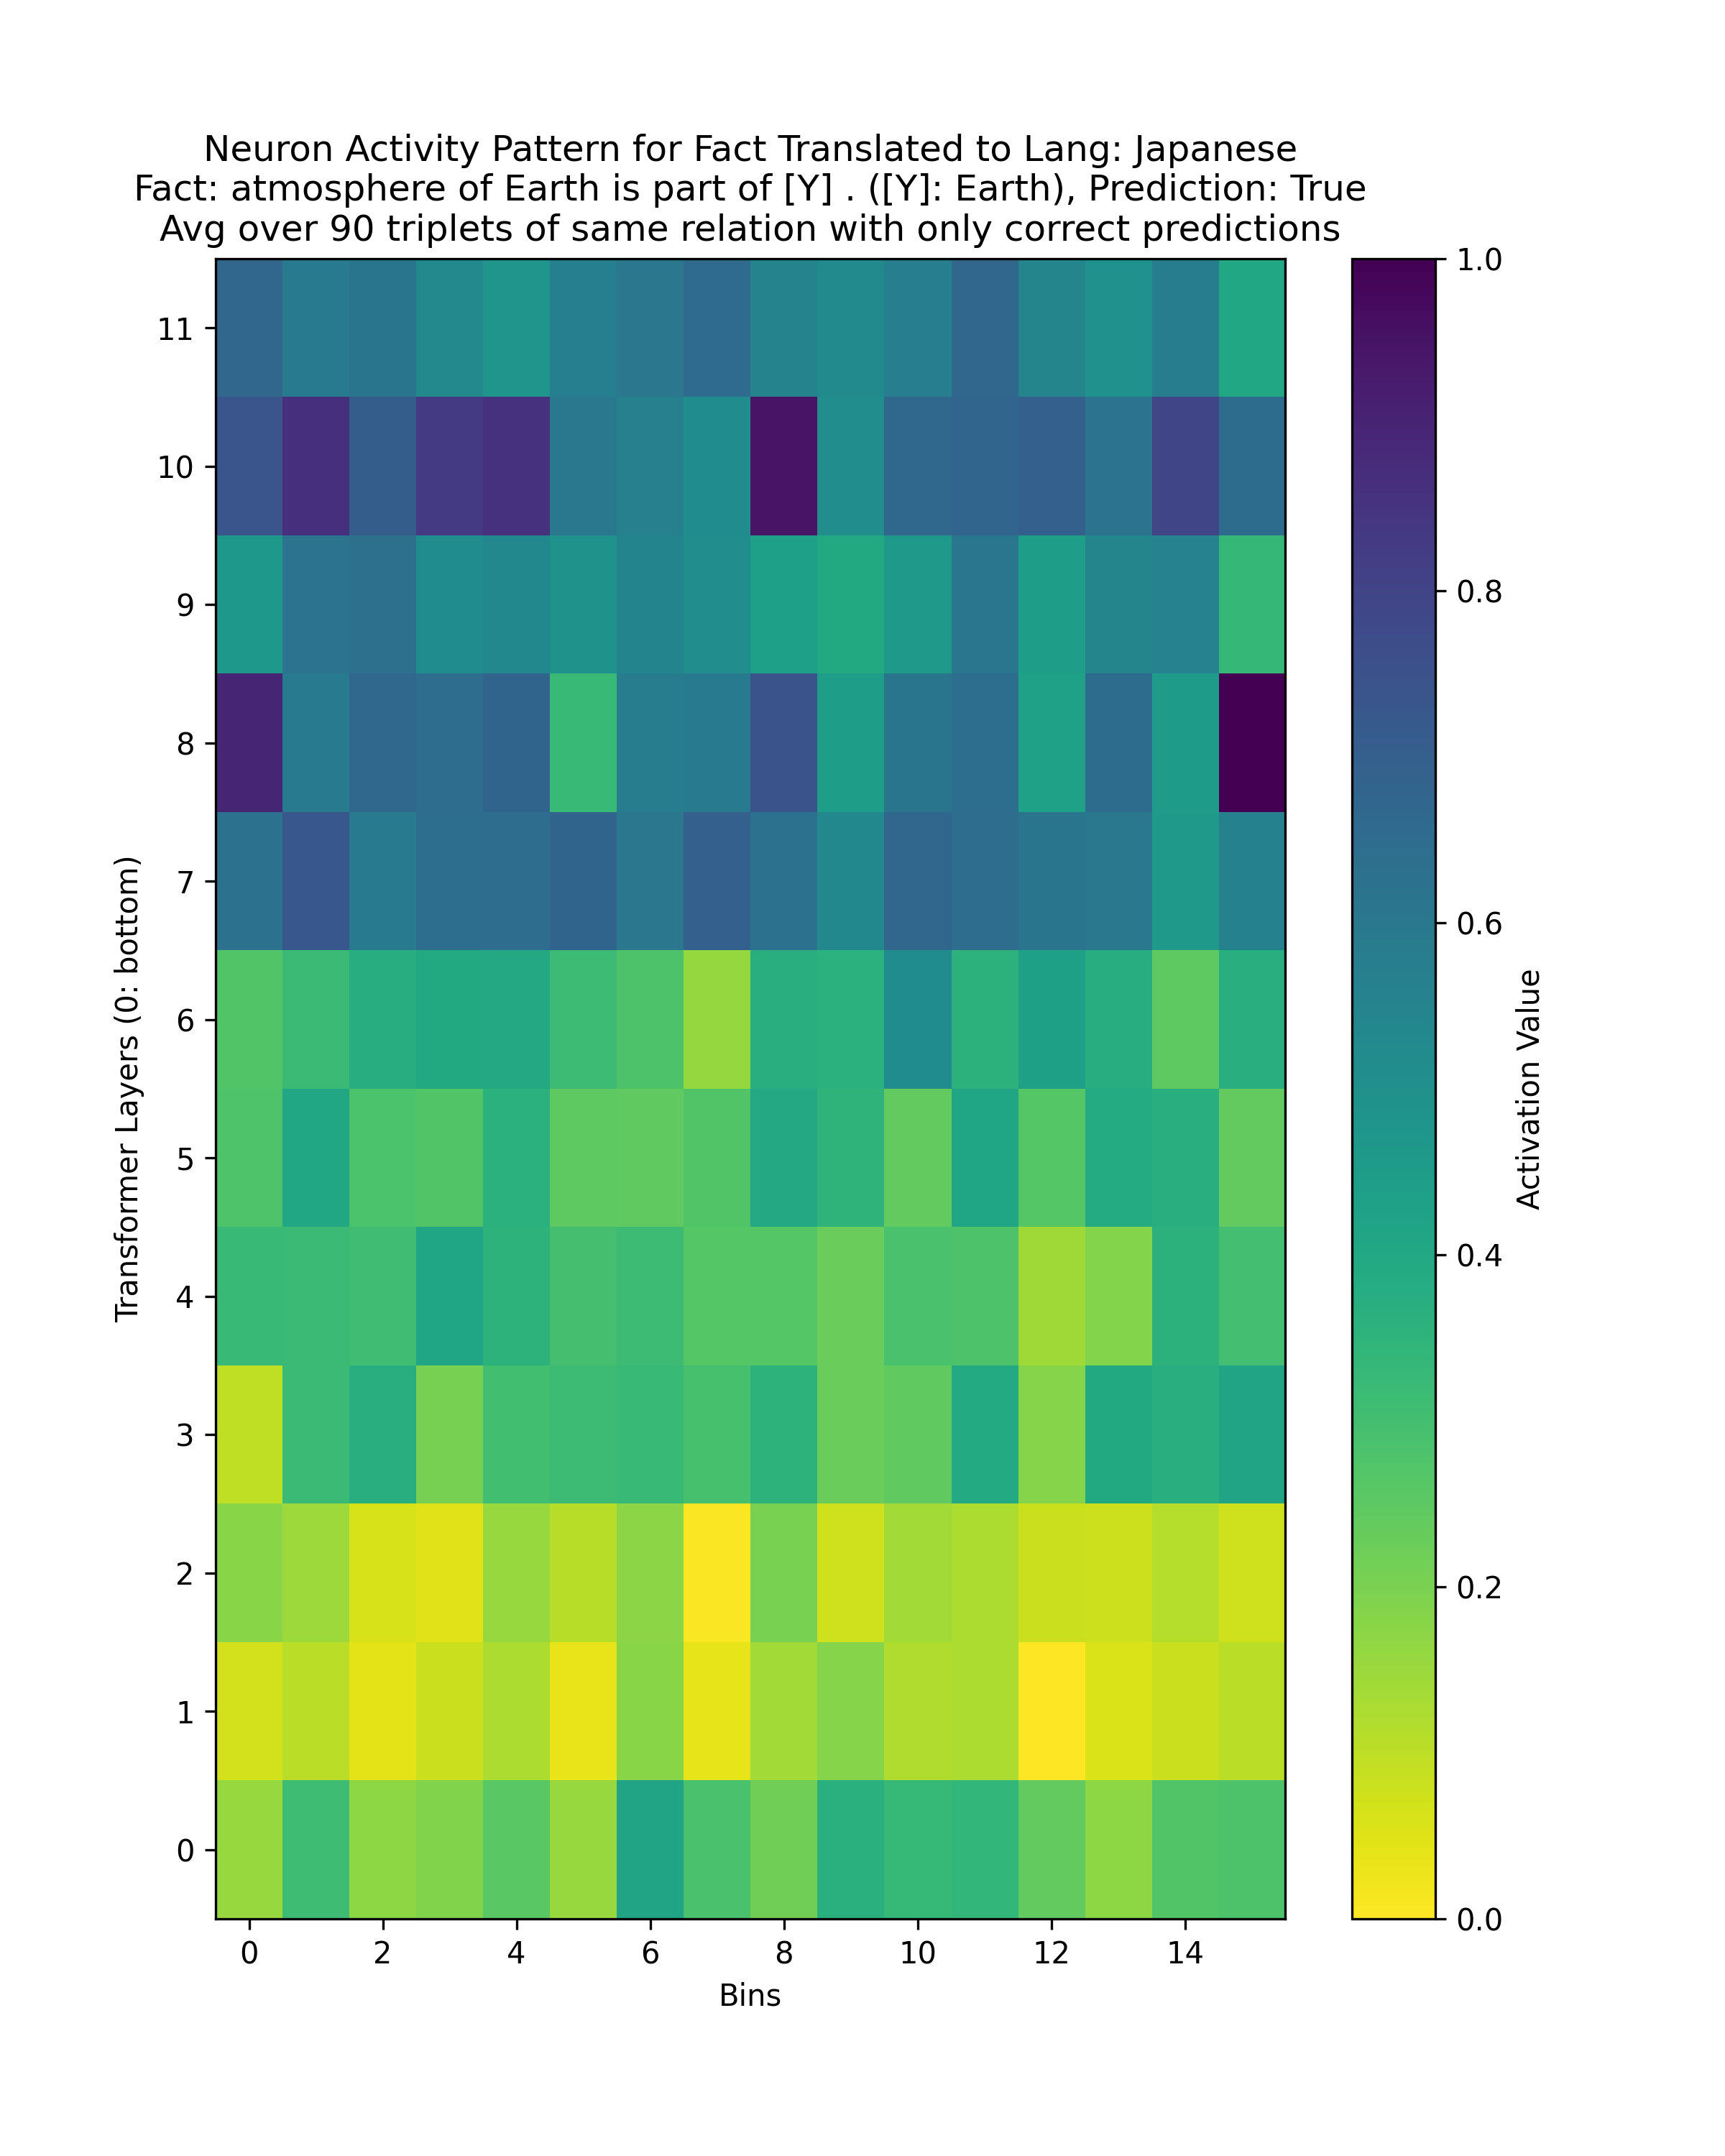 Neuron Activity Pattern for Fact Translated to Lang: Japanese
Fact: atmosphere of Earth is part of [Y] . ([Y]: Earth), Prediction: True
Avg over 90 triplets of same relation with only correct predictions
11
10
9
8
7
6
5
4
3
2
1
0
Transformer Layers (0: bottom)
0 2 4 6 8 10 12 14
Bins
1.0
0.8
0.6
0.4
0.2
0.0
Activation Value